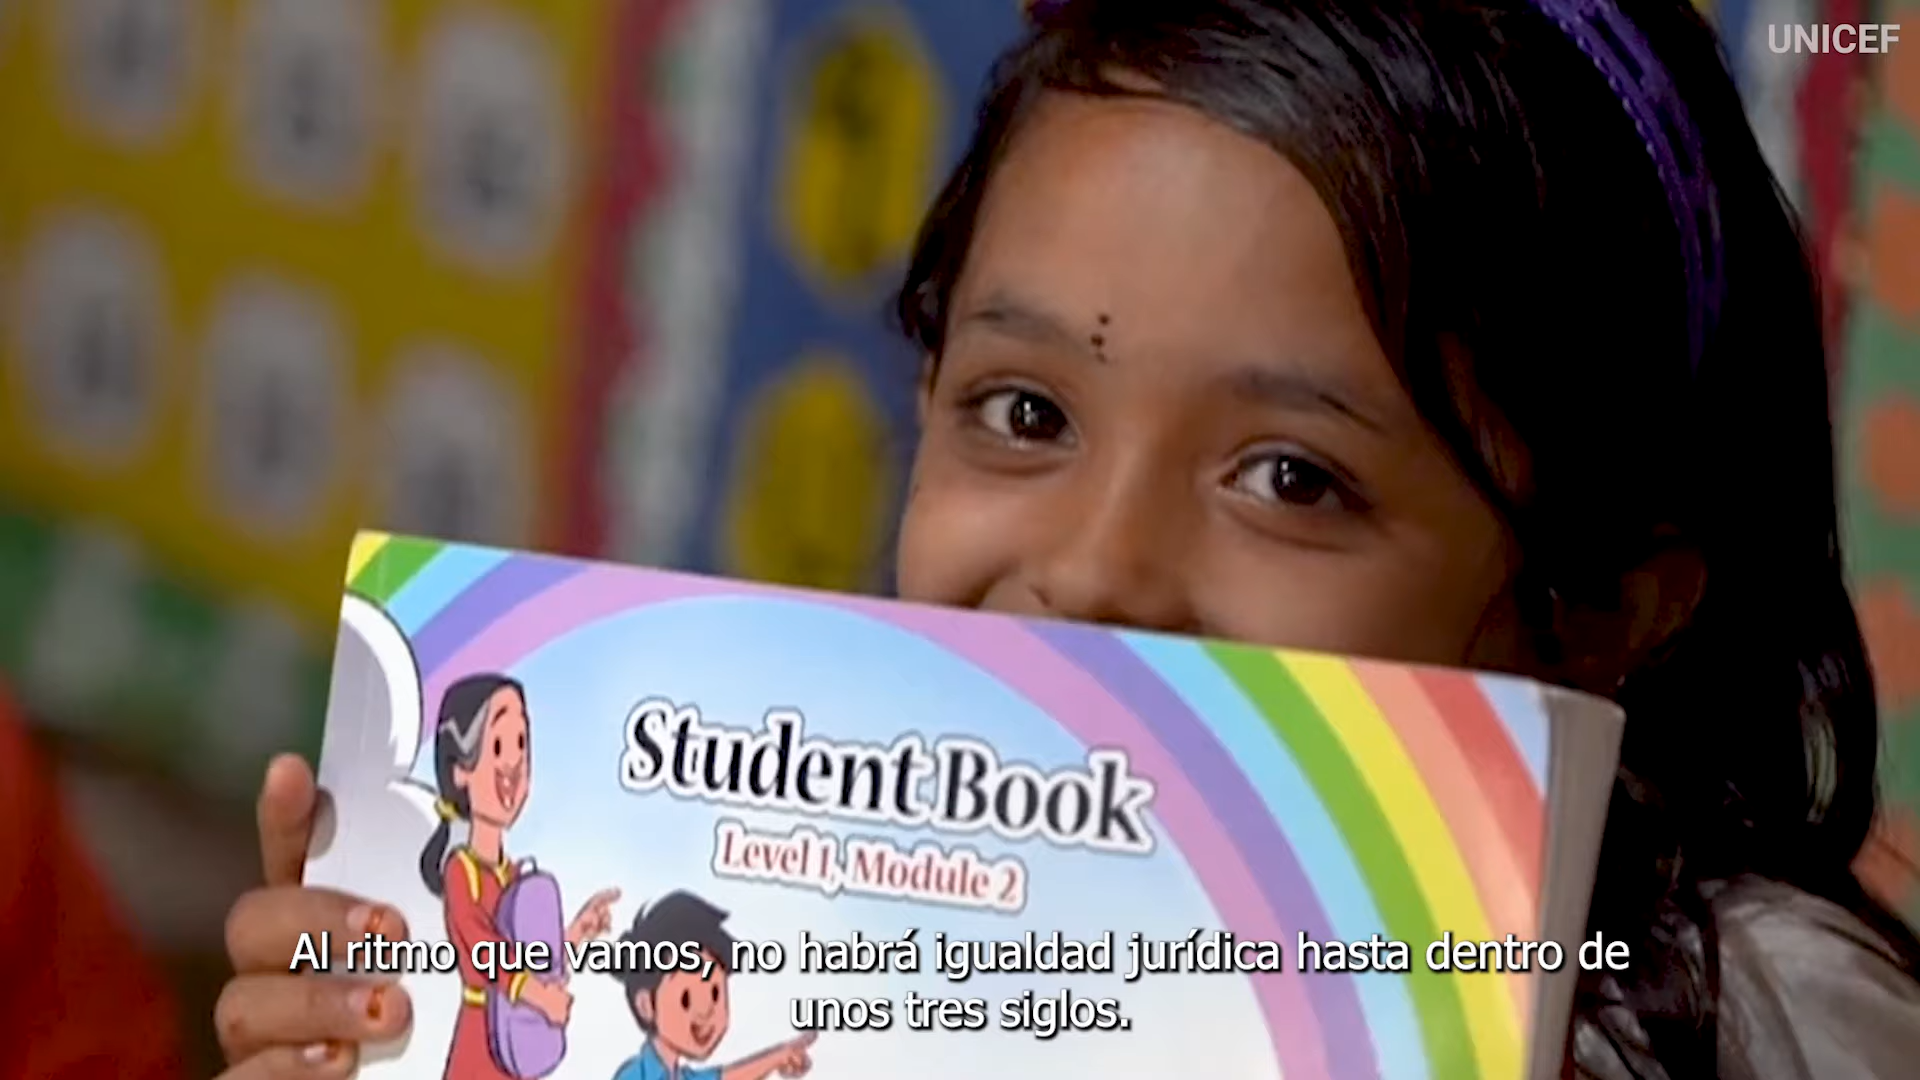 UNICEF
Student Book
Level 1, Module 2
Al ritmo que vamos, no habrá igualdad jurídica hasta dentro de
unos tres siglos.